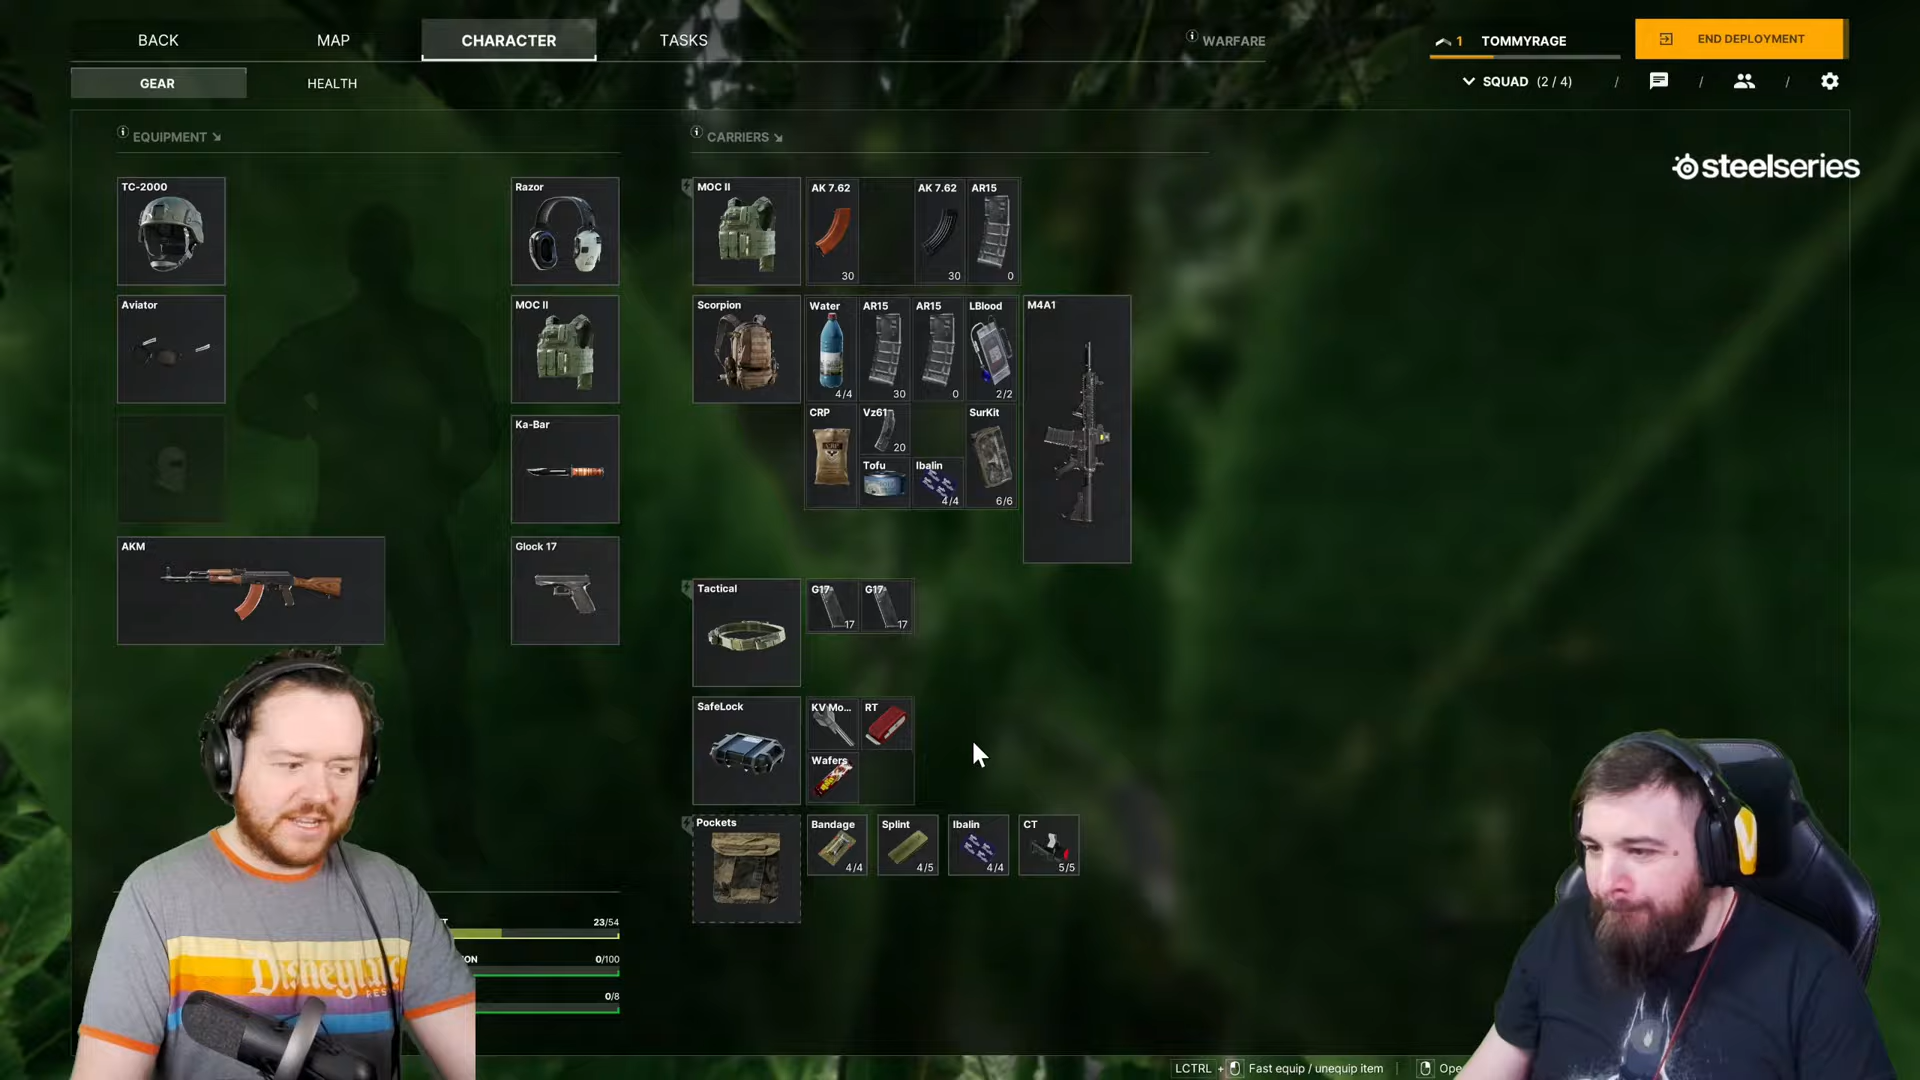 BACK
MAP
CHARACTER
TASKS
WARFARE
1 TOMMYRAGE
END DEPLOYMENT
GEAR
HEALTH
SQUAD (2 / 4) / / /
EQUIPMENT
CARRIERS
steelseries
TC-2000
Razor
MOC II
AK 7.62
30
AK 7.62
30
AR15
0
Aviator
MOC II
Scorpion
Water
4/4
AR15
30
AR15
0
LBlood
2/2
M4A1
Ka-Bar
CRP
Vz61
20
SurKit
6/6
Tofu
Ibalin
4/4
AKM
Glock 17
Tactical
G17
17
G17
17
SafeLock
KV Mo...
RT
Wafers
Pockets
Bandage
4/4
Splint
4/5
Ibalin
4/4
CT
5/5
T
23/54
ON
0/100
0/8
Disneyla
RES
LCTRL + Fast equip / unequip item
Ope